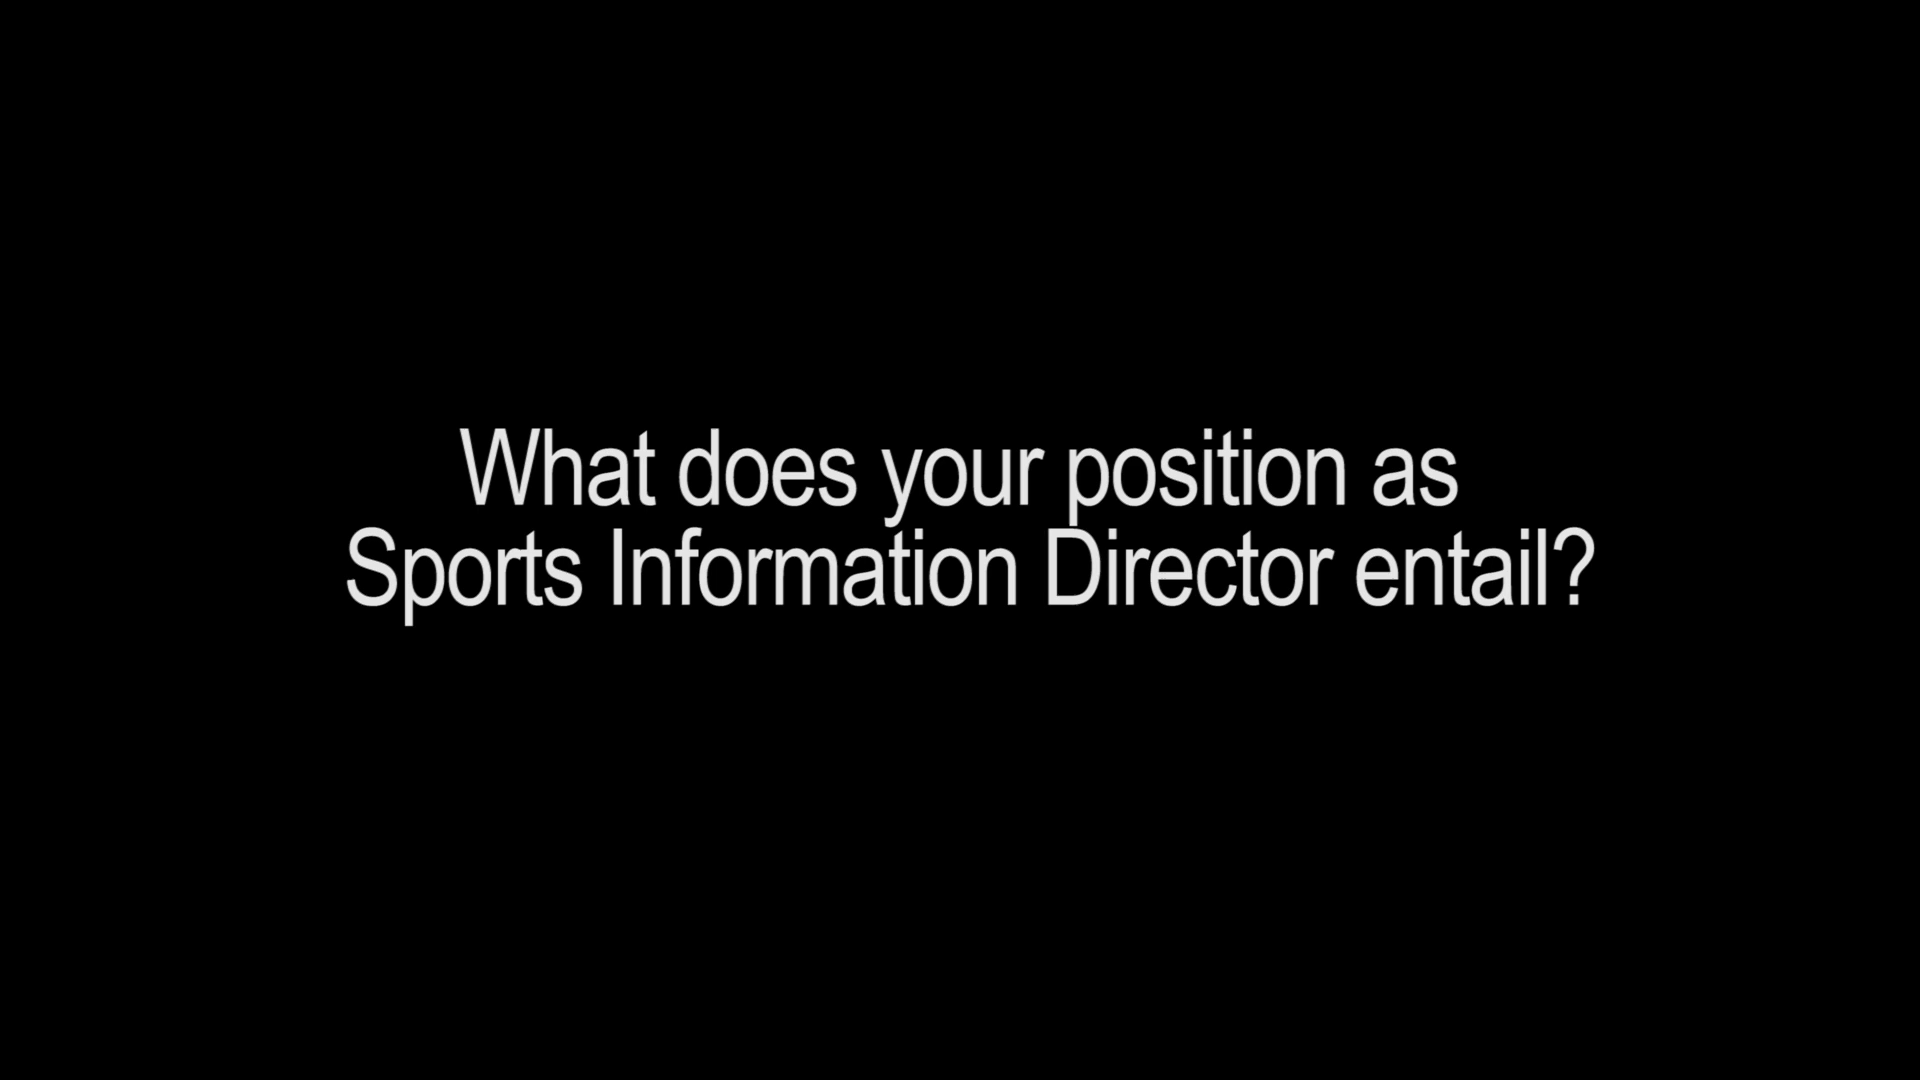 What does your position as
Sports Information Director entail?